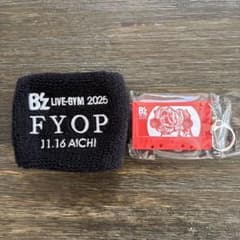 B'z LIVE-GYM 2025
FYOP
11.16 AICHI
B'z